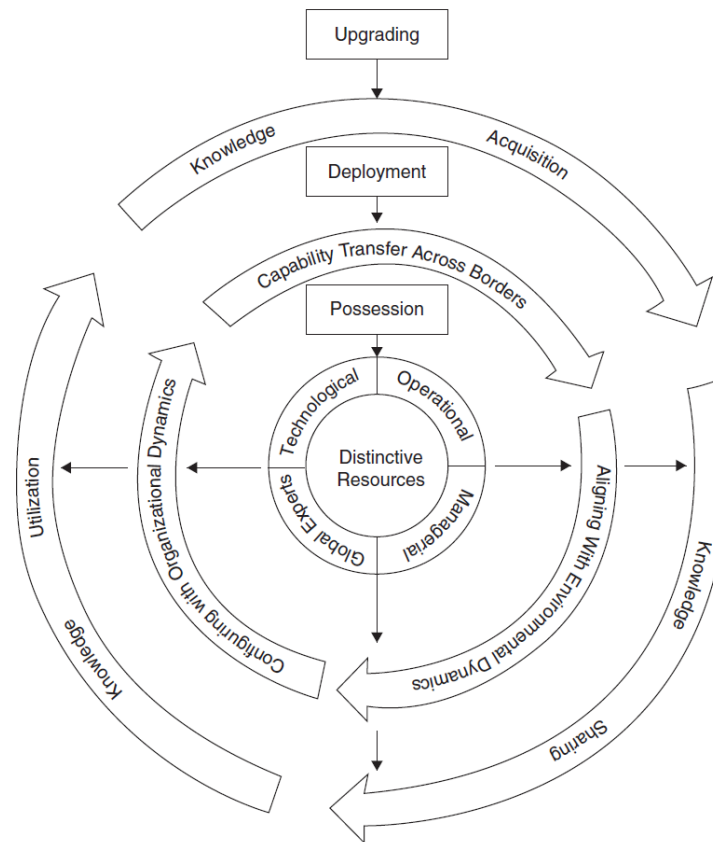 Upgrading
Knowledge Acquisition
Deployment
Capability Transfer Across Borders
Possession
Technological
Operational
Distinctive
Resources
Global Experts
Managerial
Configuring with Organizational Dynamics
Aligning With Environmental Dynamics
Knowledge Utilization
Knowledge Sharing